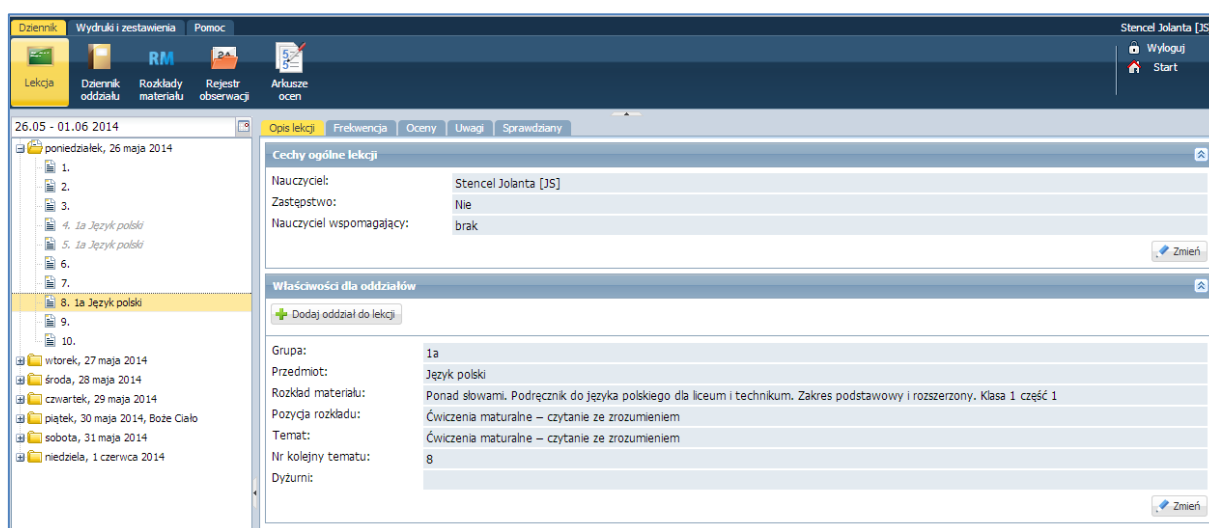 Dziennik Wydruki i zestawienia Pomoc Stencel Jolanta [JS
Wyloguj
Start
Lekcja Dziennik oddziału Rozkłady materiału Rejestr obserwacji Arkusze ocen
RM
26.05 - 01.06 2014
poniedziałek, 26 maja 2014
1.
2.
3.
4. 1a Język polski
5. 1a Język polski
6.
7.
8. 1a Język polski
9.
10.
wtorek, 27 maja 2014
środa, 28 maja 2014
czwartek, 29 maja 2014
piątek, 30 maja 2014, Boże Ciało
sobota, 31 maja 2014
niedziela, 1 czerwca 2014
Opis lekcji Frekwencja Oceny Uwagi Sprawdziany
Cechy ogólne lekcji
Nauczyciel: Stencel Jolanta [JS]
Zastępstwo: Nie
Nauczyciel wspomagający: brak
Zmień
Właściwości dla oddziałów
Dodaj oddział do lekcji
Grupa: 1a
Przedmiot: Język polski
Rozkład materiału: Ponad słowami. Podręcznik do języka polskiego dla liceum i technikum. Zakres podstawowy i rozszerzony. Klasa 1 część 1
Pozycja rozkładu: Ćwiczenia maturalne – czytanie ze zrozumieniem
Temat: Ćwiczenia maturalne – czytanie ze zrozumieniem
Nr kolejny tematu: 8
Dyżurni:
Zmień